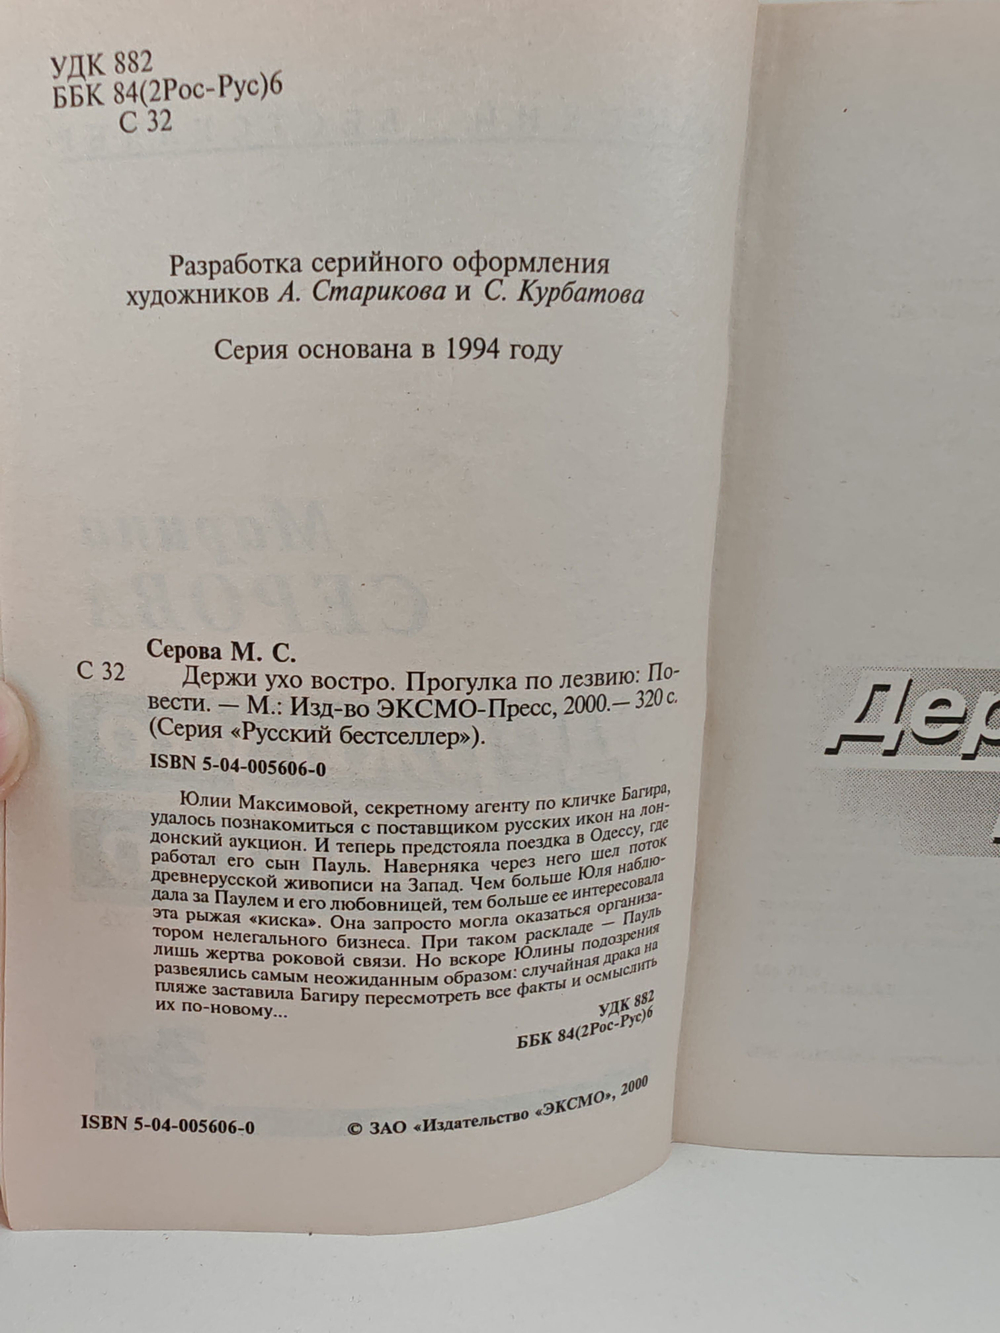 УДК 882
ББК 84(2Рос-Рус)6
С 32
Разработка серийного оформления
художников А. Старикова и С. Курбатова
Серия основана в 1994 году
Серова М. С.
С 32 Держи ухо востро. Прогулка по лезвию: По-
вести. — М.: Изд-во ЭКСМО-Пресс, 2000.— 320 с.
(Серия «Русский бестселлер»).
ISBN 5-04-005606-0
Юлии Максимовой, секретному агенту по кличке Багира,
удалось познакомиться с поставщиком русских икон на лон-
донский аукцион. И теперь предстояла поездка в Одессу, где
работал его сын Пауль. Наверняка через него шел поток
древнерусской живописи на Запад. Чем больше Юля наблю-
дала за Паулем и его любовницей, тем больше ее интересовала
эта рыжая «киска». Она запросто могла оказаться организа-
тором нелегального бизнеса. При таком раскладе — Пауль
лишь жертва роковой связи. Но вскоре Юлины подозрения
развеялись самым неожиданным образом: случайная драка на
пляже заставила Багиру пересмотреть все факты и осмыслить
их по-новому...
УДК 882
ББК 84(2Рос-Рус)6
ISBN 5-04-005606-0 © ЗАО «Издательство «ЭКСМО», 2000
Дер